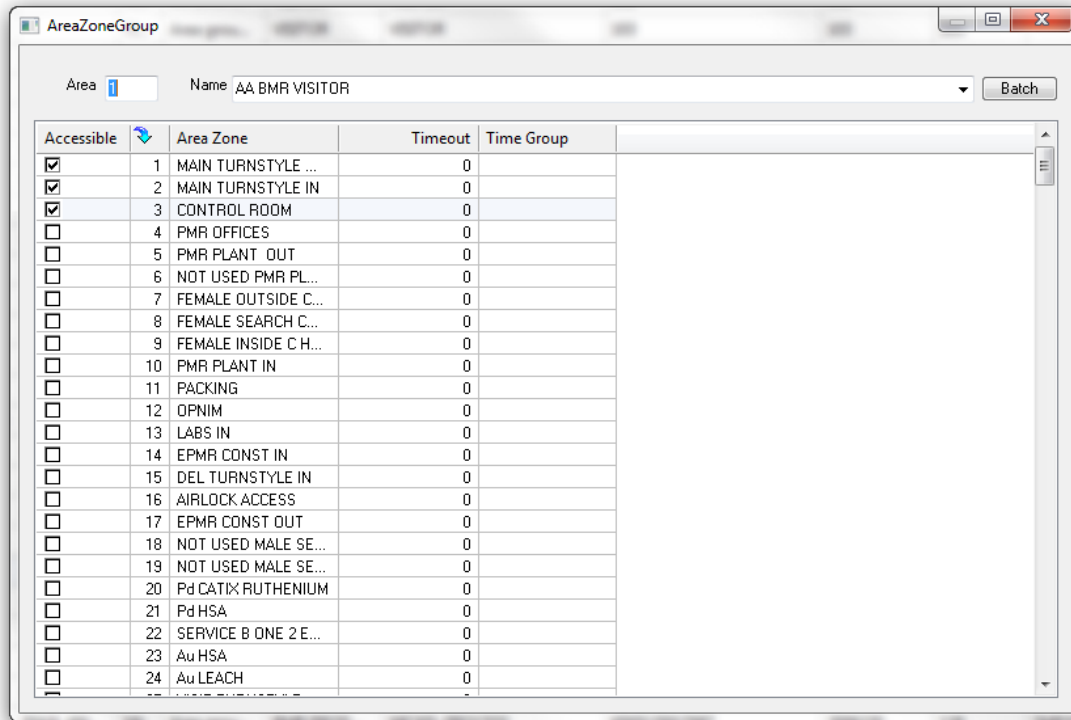 AreaZoneGroup
Area 1 Name AA BMR VISITOR Batch
Accessible Area Zone Timeout Time Group
1 MAIN TURNSTYLE ... 0
2 MAIN TURNSTYLE IN 0
3 CONTROL ROOM 0
4 PMR OFFICES 0
5 PMR PLANT OUT 0
6 NOT USED PMR PL... 0
7 FEMALE OUTSIDE C... 0
8 FEMALE SEARCH C... 0
9 FEMALE INSIDE C H... 0
10 PMR PLANT IN 0
11 PACKING 0
12 OPNIM 0
13 LABS IN 0
14 EPMR CONST IN 0
15 DEL TURNSTYLE IN 0
16 AIRLOCK ACCESS 0
17 EPMR CONST OUT 0
18 NOT USED MALE SE... 0
19 NOT USED MALE SE... 0
20 Pd CATIX RUTHENIUM 0
21 Pd HSA 0
22 SERVICE B ONE 2 E... 0
23 Au HSA 0
24 Au LEACH 0